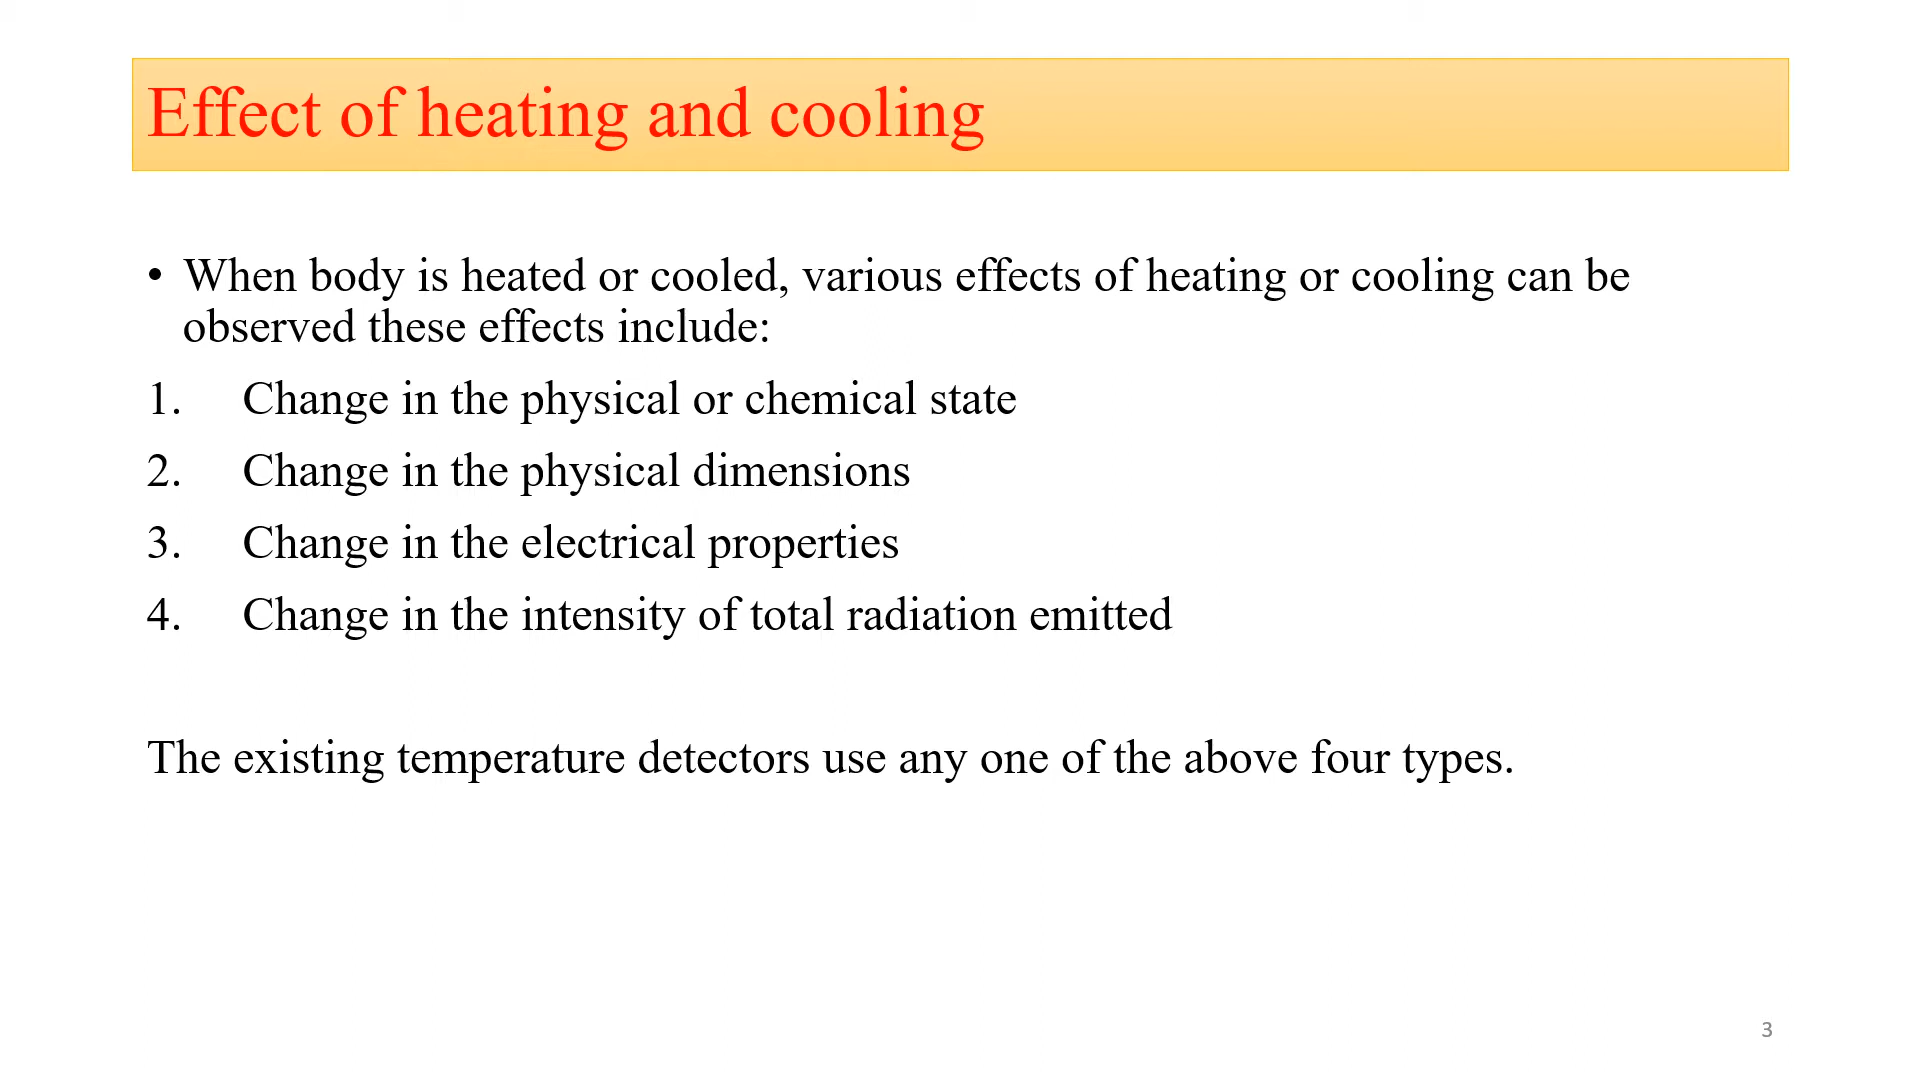 Effect of heating and cooling
• When body is heated or cooled, various effects of heating or cooling can be
observed these effects include:
1. Change in the physical or chemical state
2. Change in the physical dimensions
3. Change in the electrical properties
4. Change in the intensity of total radiation emitted
The existing temperature detectors use any one of the above four types.
3